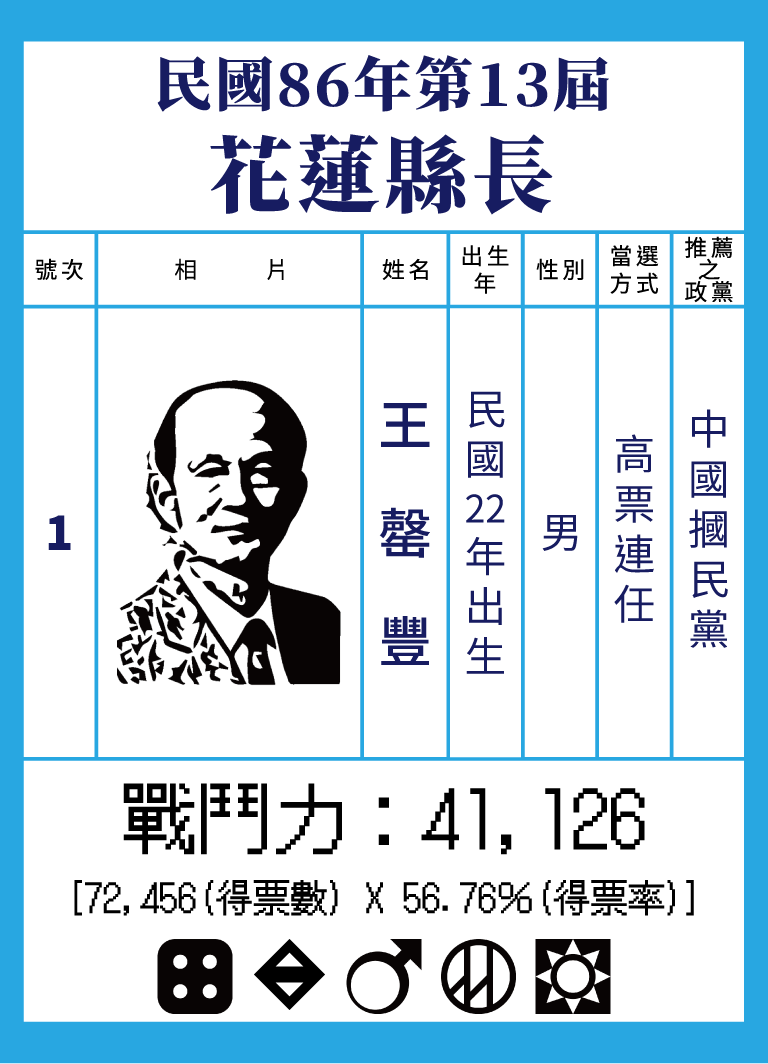 民國86年第13屆
花蓮縣長
號次
相 片
姓名
出生
年
性別
當選
方式
推薦
之
政黨
1
王馨豐
民國22年出生
男
高票連任
中國摑民黨
戰鬥力：41,126
[72,456(得票數) X 56.76%(得票率)]